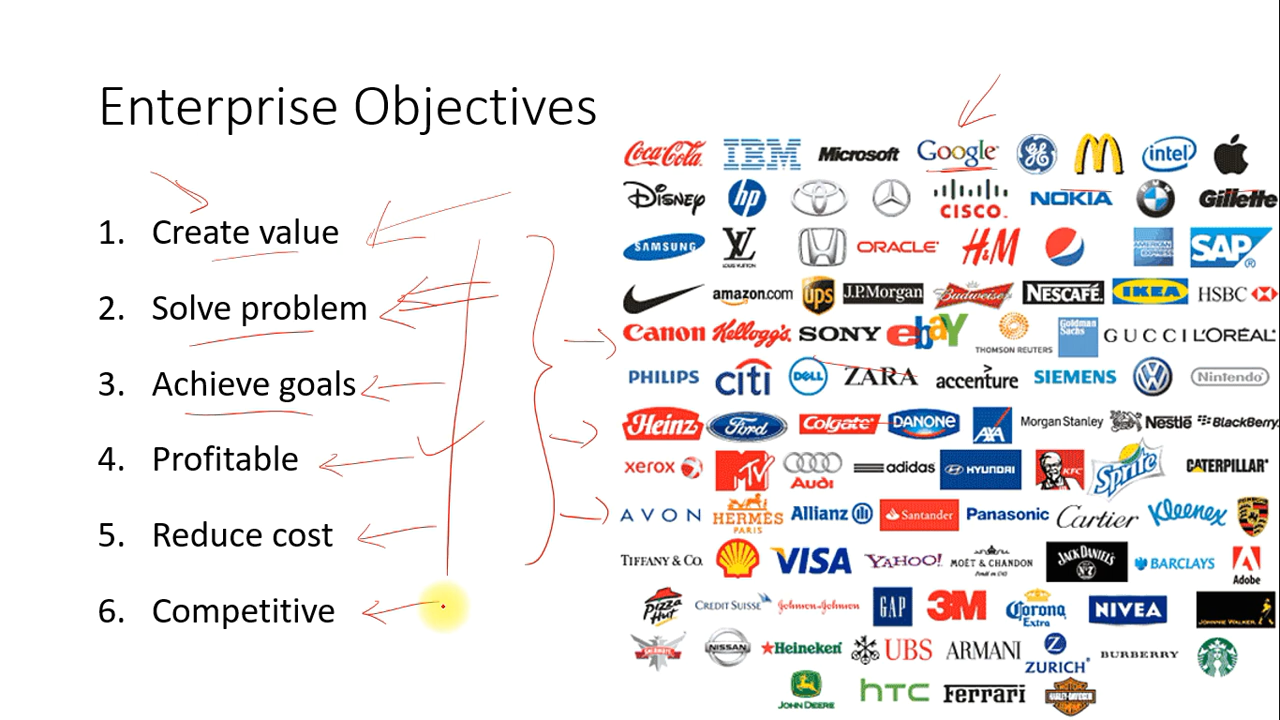 Enterprise Objectives
1. Create value
2. Solve problem
3. Achieve goals
4. Profitable
5. Reduce cost
6. Competitive
Coca-Cola IBM Microsoft Google GE M intel
Disney hp CISCO NOKIA BMW Gillette
SAMSUNG LV LOUIS VUITTON HONDA ORACLE H&M AMERICAN EXPRESS SAP
amazon.com ups J.P.Morgan Budweiser NESCAFÉ IKEA HSBC
Canon Kellogg's SONY ebaY THOMSON REUTERS Goldman Sachs GUCCI L'ORÉAL
PHILIPS citi DELL ZARA accenture SIEMENS Nintendo
Heinz Ford Colgate DANONE AXA Morgan Stanley Nestlé BlackBerry
xerox MTV Audi adidas HYUNDAI KFC Sprite CATERPILLAR
AVON HERMÈS PARIS Allianz Santander Panasonic Cartier Kleenex
TIFFANY & CO. VISA YAHOO! MOËT & CHANDON JACK DANIEL'S BARCLAYS Adobe
Pizza Hut CREDIT SUISSE Johnson & Johnson GAP 3M Corona Extra NIVEA JOHNNIE WALKER
SMIRNOFF NISSAN Heineken UBS ARMANI Z ZURICH BURBERRY
JOHN DEERE hTC Ferrari HARLEY-DAVIDSON